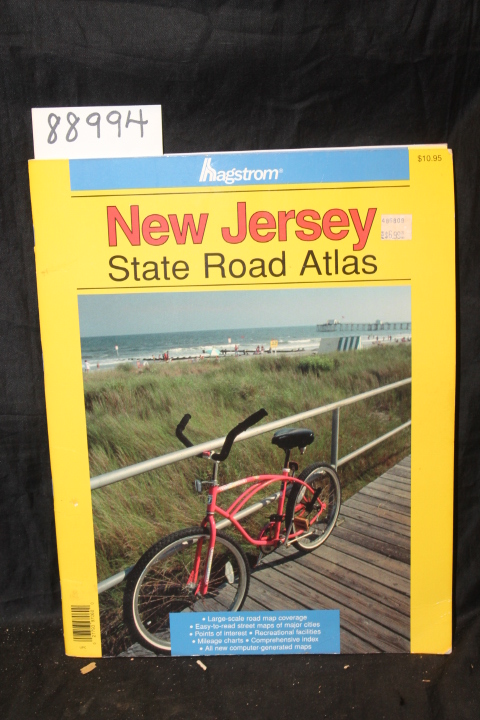 88994
Hagstrom®
$10.95
New Jersey
State Road Atlas
• Large-scale road map coverage
• Easy-to-read street maps of major cities
• Points of interest • Recreational facilities
• Mileage charts • Comprehensive index
• All new computer-generated maps